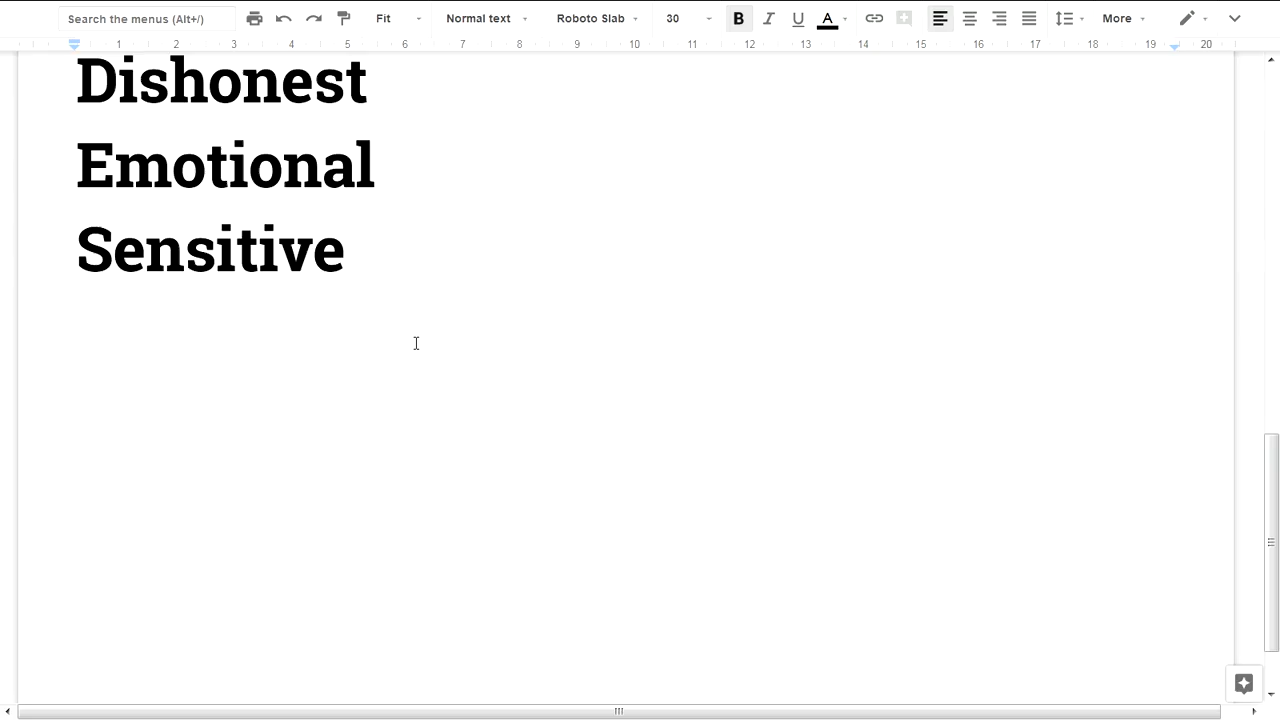 Search the menus (Alt+/) Fit Normal text Roboto Slab 30 B I U A More
1 2 3 4 5 6 7 8 9 10 11 12 13 14 15 16 17 18 19 20
Dishonest
Emotional
Sensitive